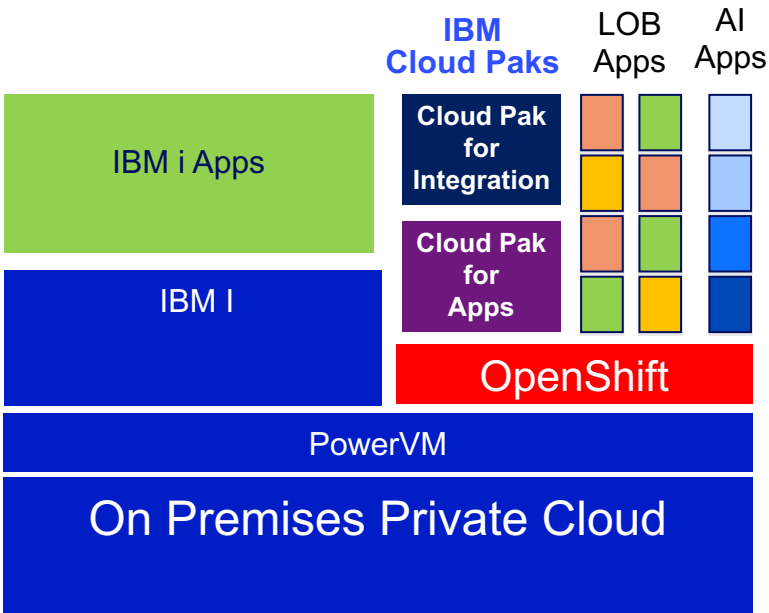 IBM
Cloud Paks
LOB
Apps
AI
Apps
IBM i Apps
Cloud Pak
for
Integration
Cloud Pak
for
Apps
IBM I
OpenShift
PowerVM
On Premises Private Cloud